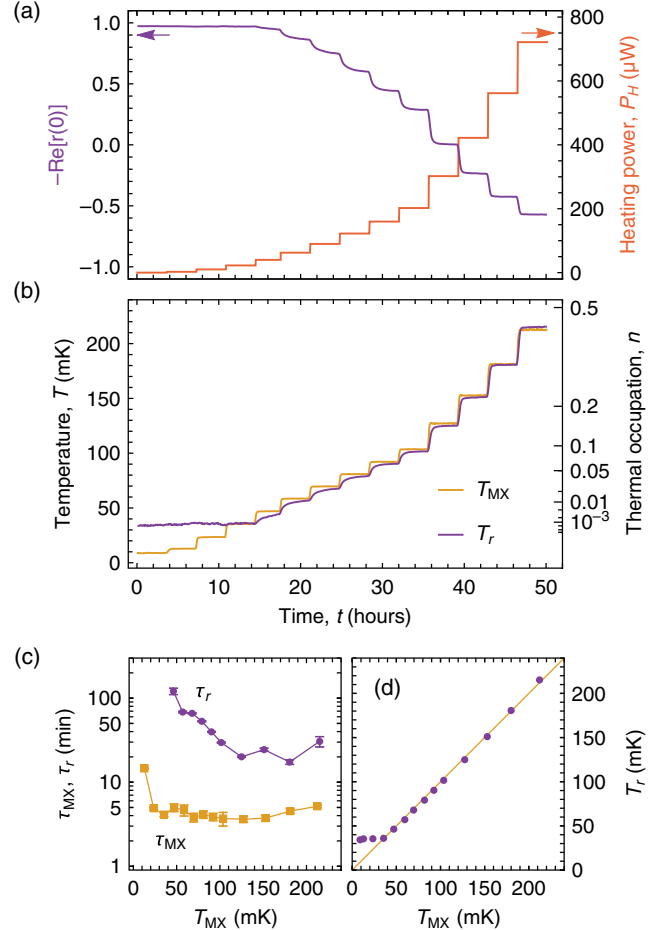 (a)
1.0
0.5
0.0
−0.5
−1.0
−Re[r(0)]
800
600
400
200
0
Heating power, P_H (μW)
(b)
200
150
100
50
0
Temperature, T (mK)
0.5
0.2
0.1
0.05
0.01
10⁻³
Thermal occupation, n
T_MX
T_r
0 10 20 30 40 50
Time, t (hours)
(c)
100
50
10
5
1
τ_MX, τ_r (min)
τ_r
τ_MX
0 50 100 150 200
T_MX (mK)
(d)
200
150
100
50
0
T_r (mK)
0 50 100 150 200
T_MX (mK)